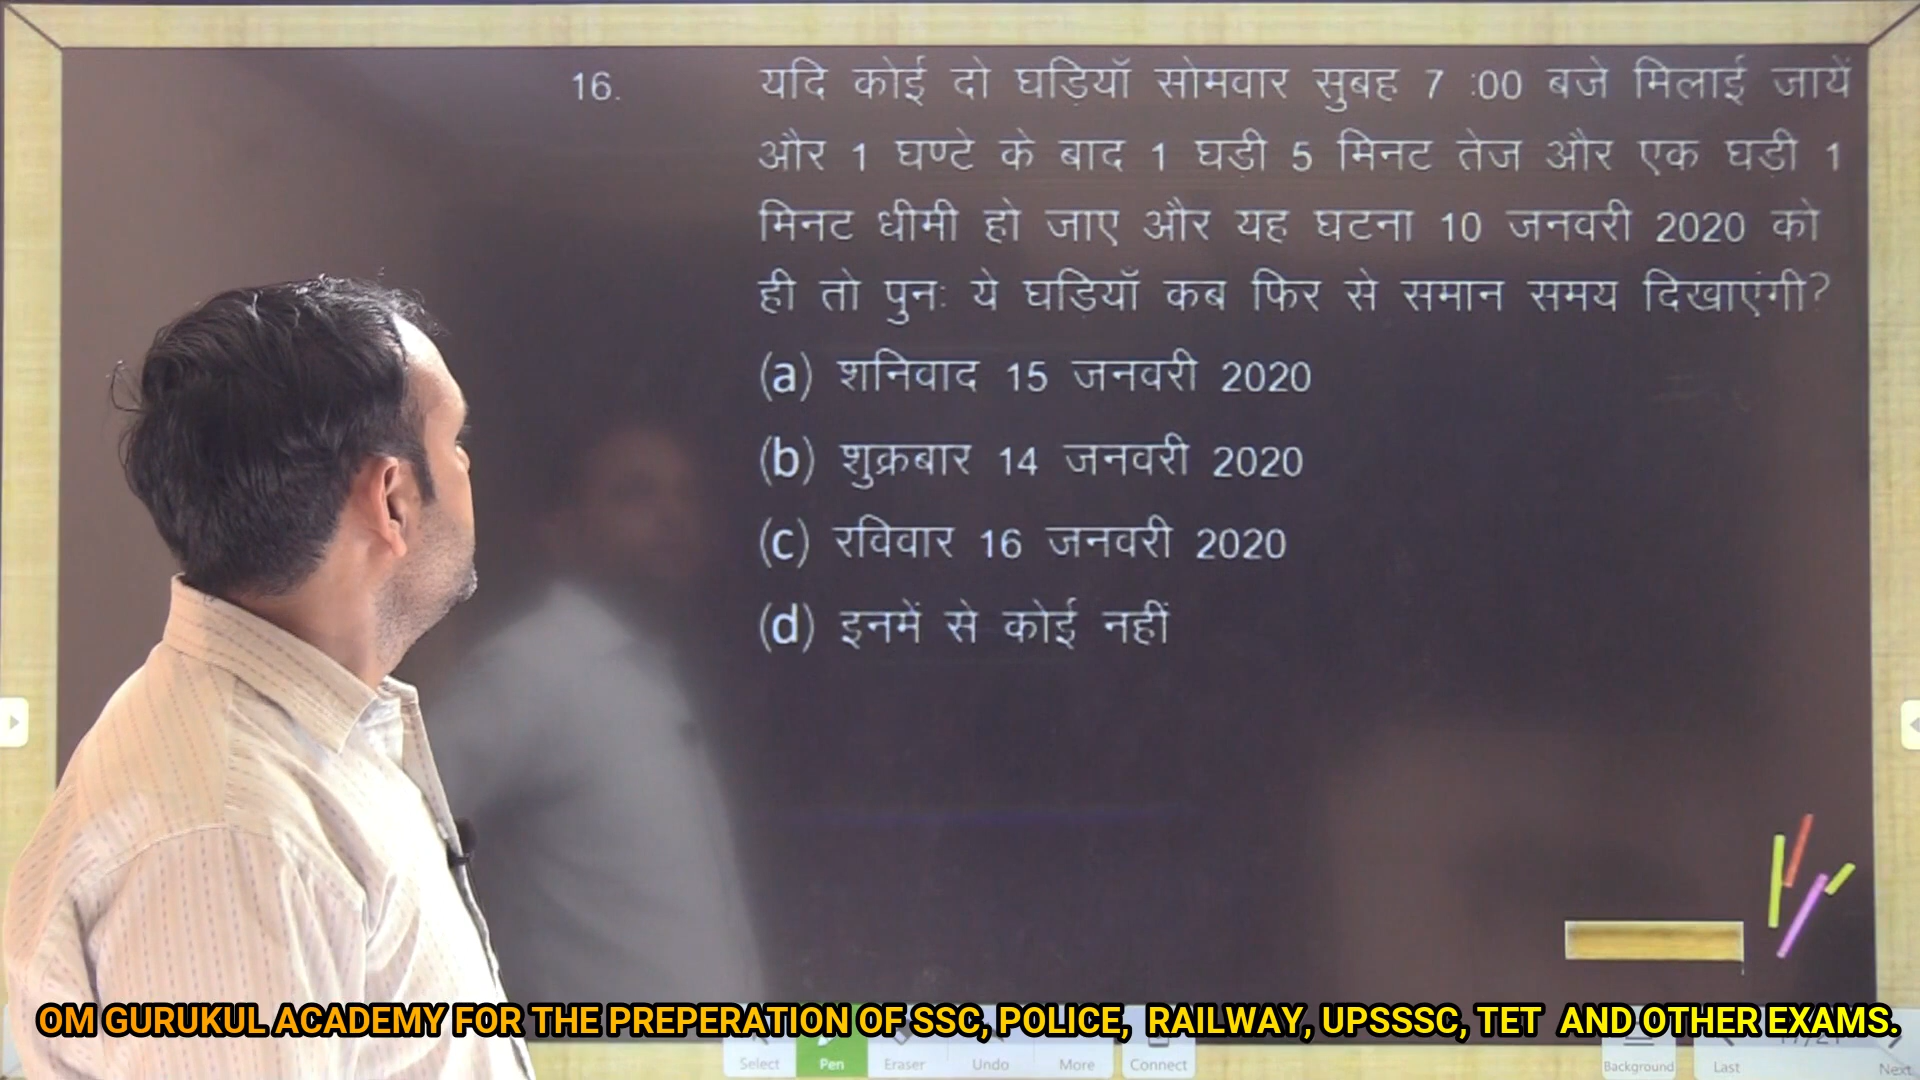 16. यदि कोई दो घड़ियाँ सोमवार सुबह 7 :00 बजे मिलाई जायें
और 1 घण्टे के बाद 1 घड़ी 5 मिनट तेज और एक घड़ी 1
मिनट धीमी हो जाए और यह घटना 10 जनवरी 2020 को
ही तो पुनः ये घड़ियाँ कब फिर से समान समय दिखाएंगी?
(a) शनिवाद 15 जनवरी 2020
(b) शुक्रबार 14 जनवरी 2020
(c) रविवार 16 जनवरी 2020
(d) इनमें से कोई नहीं
OM GURUKUL ACADEMY FOR THE PREPERATION OF SSC, POLICE, RAILWAY, UPSSSC, TET AND OTHER EXAMS.
Select Pen Eraser Undo More Connect Background Last Next